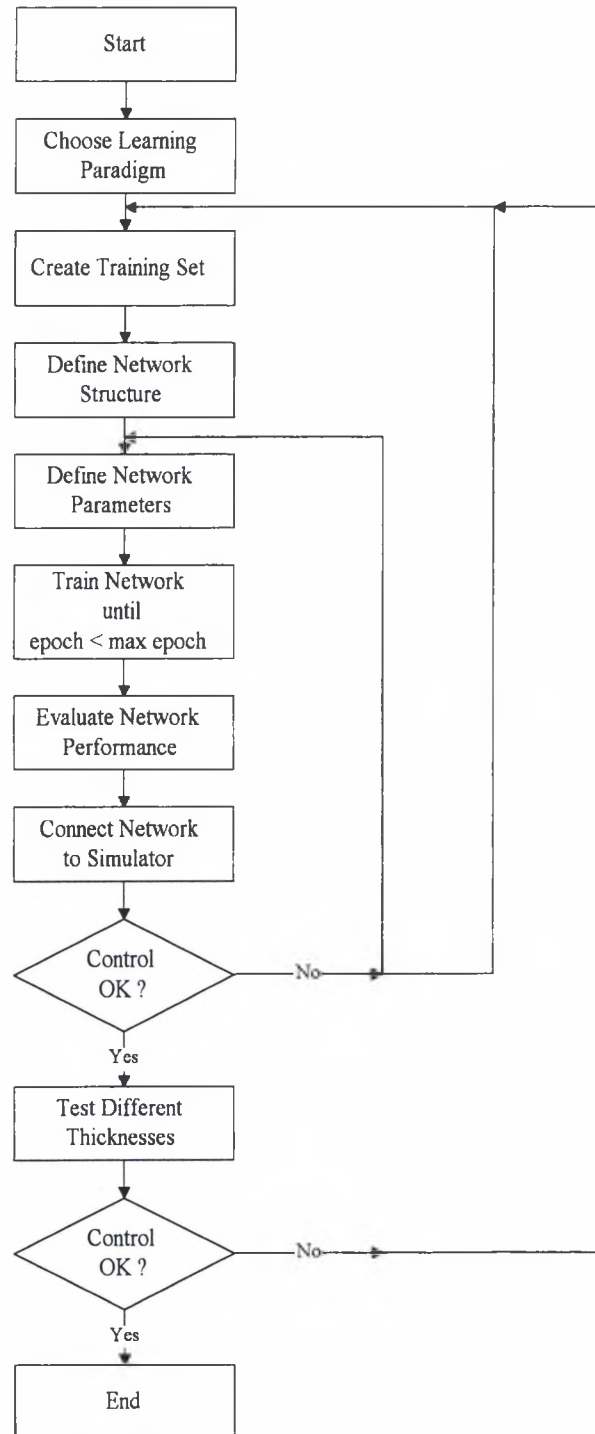 Start
Choose Learning
Paradigm
Create Training Set
Define Network
Structure
Define Network
Parameters
Train Network
until
epoch < max epoch
Evaluate Network
Performance
Connect Network
to Simulator
Control
OK ?
No
Yes
Test Different
Thicknesses
Control
OK ?
No
Yes
End